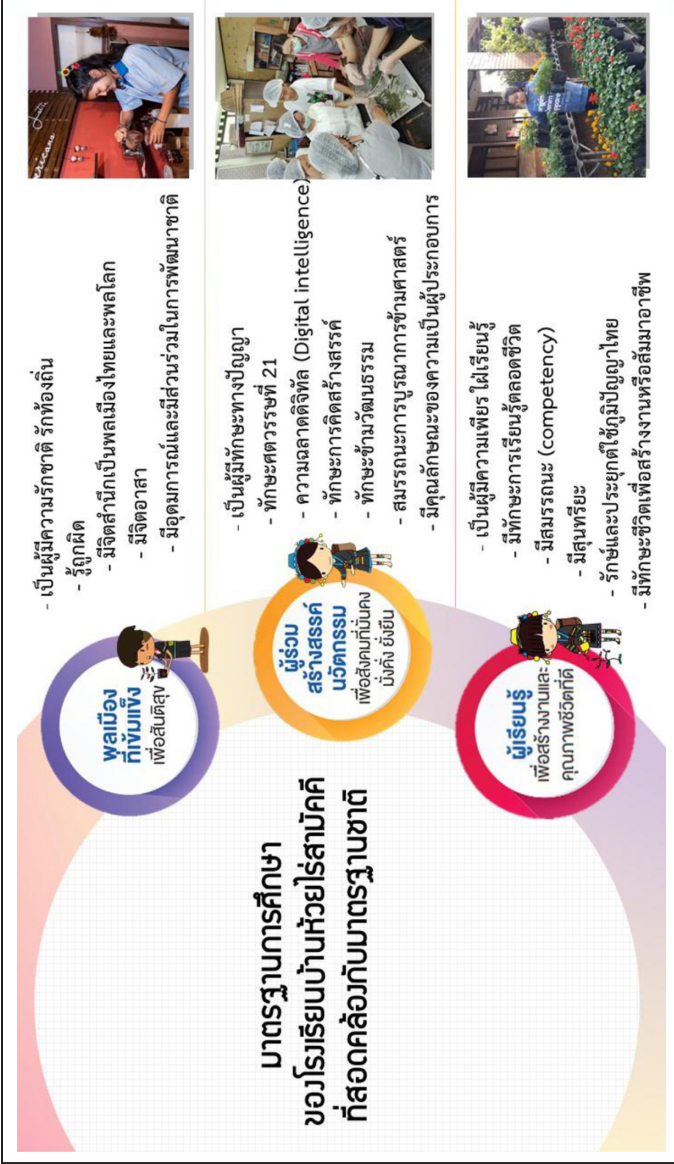 มาตรฐานการศึกษา
ของโรงเรียนบ้านห้วยไร่สามัคคี
ที่สอดคล้องกับมาตรฐานชาติ
พลเมือง
ที่เข้มแข็ง
เพื่อสันติสุข
- เป็นผู้มีความรักชาติ รักท้องถิ่น
- รู้ถูกผิด
- มีจิตสำนึกเป็นพลเมืองไทยและพลโลก
- มีจิตอาสา
- มีอุดมการณ์และมีส่วนร่วมในการพัฒนาชาติ
ผู้ร่วม
สร้างสรรค์
นวัตกรรม
เพื่อสังคมที่มั่นคง
มั่งคั่ง ยั่งยืน
- เป็นผู้มีทักษะทางปัญญา
- ทักษะศตวรรษที่ 21
- ความฉลาดดิจิทัล (Digital intelligence)
- ทักษะการคิดสร้างสรรค์
- ทักษะข้ามวัฒนธรรม
- สมรรถนะการบูรณาการข้ามศาสตร์
- มีคุณลักษณะของความเป็นผู้ประกอบการ
ผู้เรียนรู้
เพื่อสร้างงานและ
คุณภาพชีวิตที่ดี
- เป็นผู้มีความเพียร ใฝ่เรียนรู้
- มีทักษะการเรียนรู้ตลอดชีวิต
- มีสมรรถนะ (competency)
- มีสุนทรียะ
- รักษ์และประยุกต์ใช้ภูมิปัญญาไทย
- มีทักษะชีวิตเพื่อสร้างงานหรือสัมมาอาชีพ